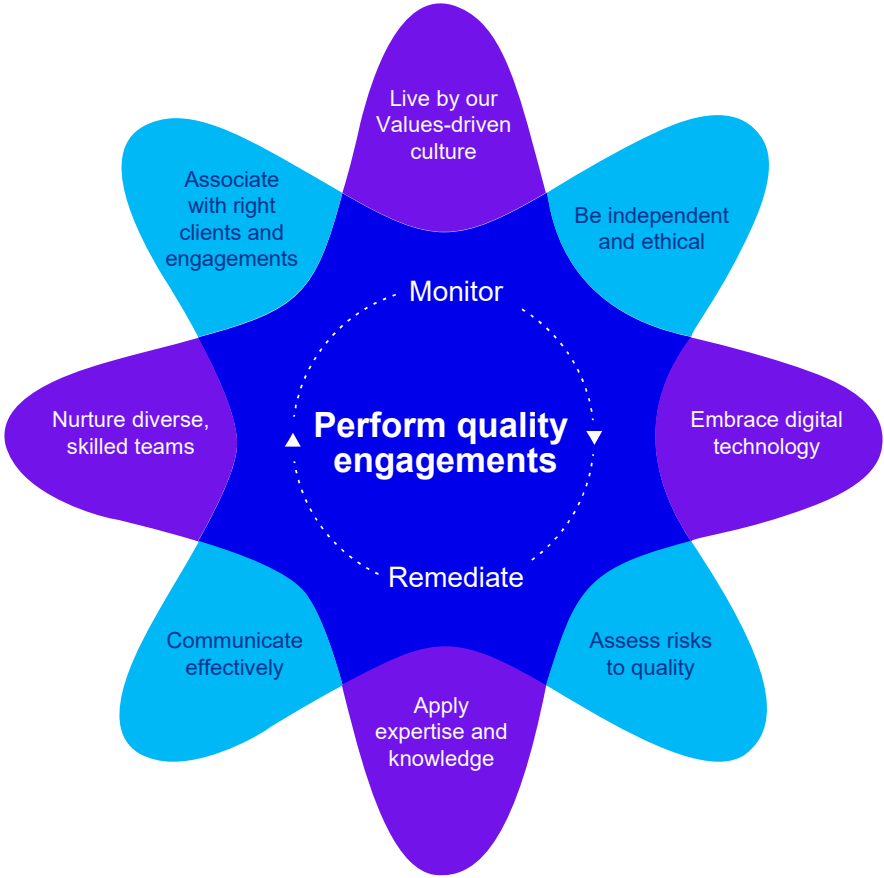 Live by our
Values-driven
culture
Associate
with right
clients and
engagements
Be independent
and ethical
Monitor
Nurture diverse,
skilled teams
Perform quality
engagements
Embrace digital
technology
Remediate
Communicate
effectively
Assess risks
to quality
Apply
expertise and
knowledge